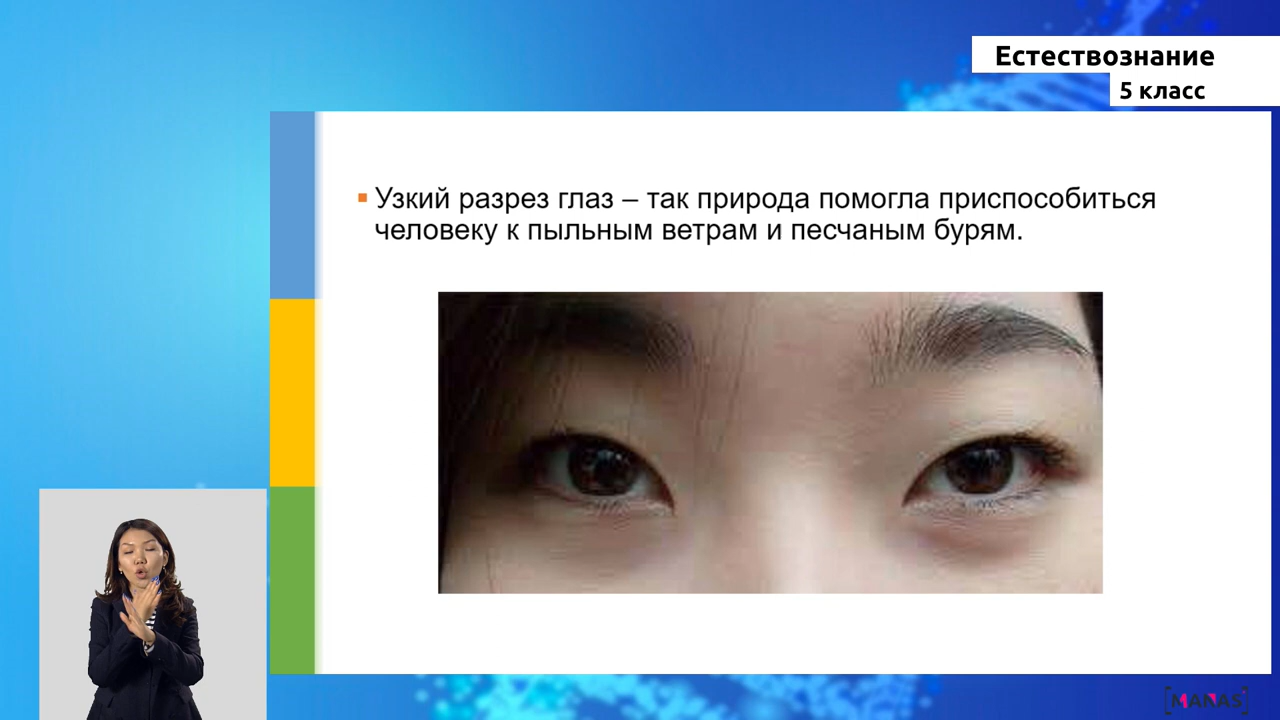 Естествознание
5 класс
▪ Узкий разрез глаз – так природа помогла приспособиться
человеку к пыльным ветрам и песчаным бурям.
[MANAS]